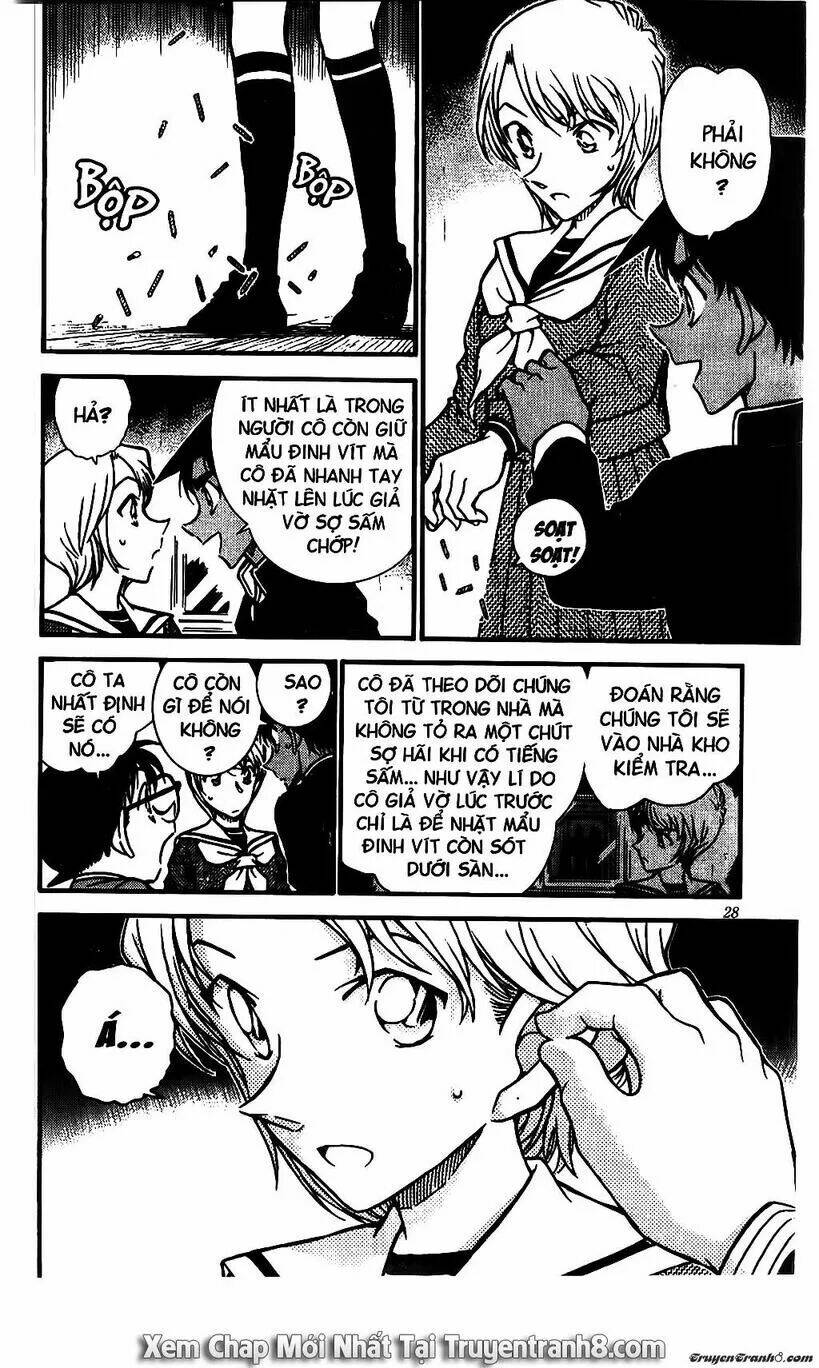 PHẢI
KHÔNG
?
SOẠT
SOẠT!
BỘP
BỘP
ÍT NHẤT LÀ TRONG
NGƯỜI CÔ CÒN GIỮ
MẨU ĐINH VÍT MÀ
CÔ ĐÃ NHANH TAY
NHẶT LÊN LÚC GIẢ
VỜ SỢ SẤM
CHỚP!
HẢ?
ĐOÁN RẰNG
CHÚNG TÔI SẼ
VÀO NHÀ KHO
KIỂM TRA...
CÔ ĐÃ THEO DÕI CHÚNG
TÔI TỪ TRONG NHÀ MÀ
KHÔNG TỎ RA MỘT CHÚT
SỢ HÃI KHI CÓ TIẾNG
SẤM... NHƯ VẬY LÍ DO
CÔ GIẢ VỜ LÚC TRƯỚC
CHỈ LÀ ĐỂ NHẶT MẨU
ĐINH VÍT CÒN SÓT
DƯỚI SÀN...
SAO
?
CÔ CÒN
GÌ ĐỂ NÓI
KHÔNG
?
CÔ TA
NHẤT ĐỊNH
SẼ CÓ
NÓ...
28
Á...
Xem Chap Mới Nhất Tại Truyentranh8.com
TruyenTranh8.com